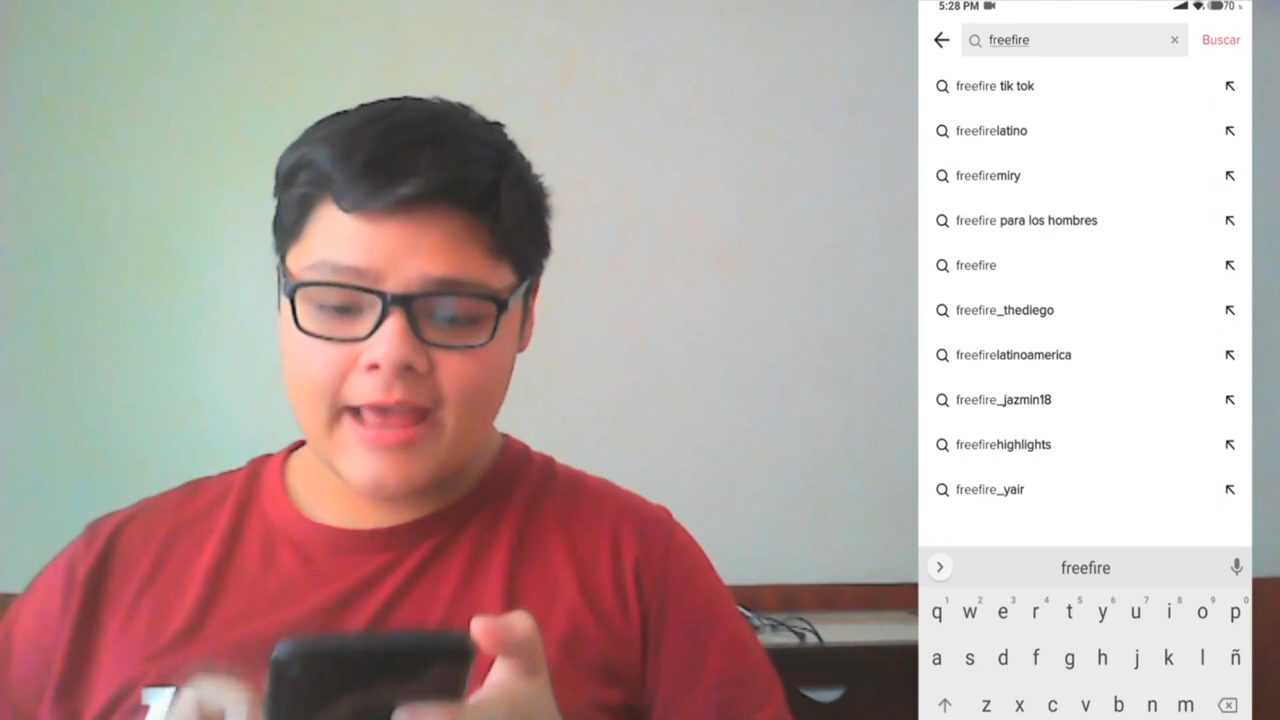 5:28 PM
70
freefire
Buscar
freefire tik tok
freefirelatino
freefiremiry
freefire para los hombres
freefire
freefire_thediego
freefirelatinoamerica
freefire_jazmin18
freefirehighlights
freefire_yair
freefire
1 2 3 4 5 6 7 8 9 0
q w e r t y u i o p
a s d f g h j k l ñ
z x c v b n m